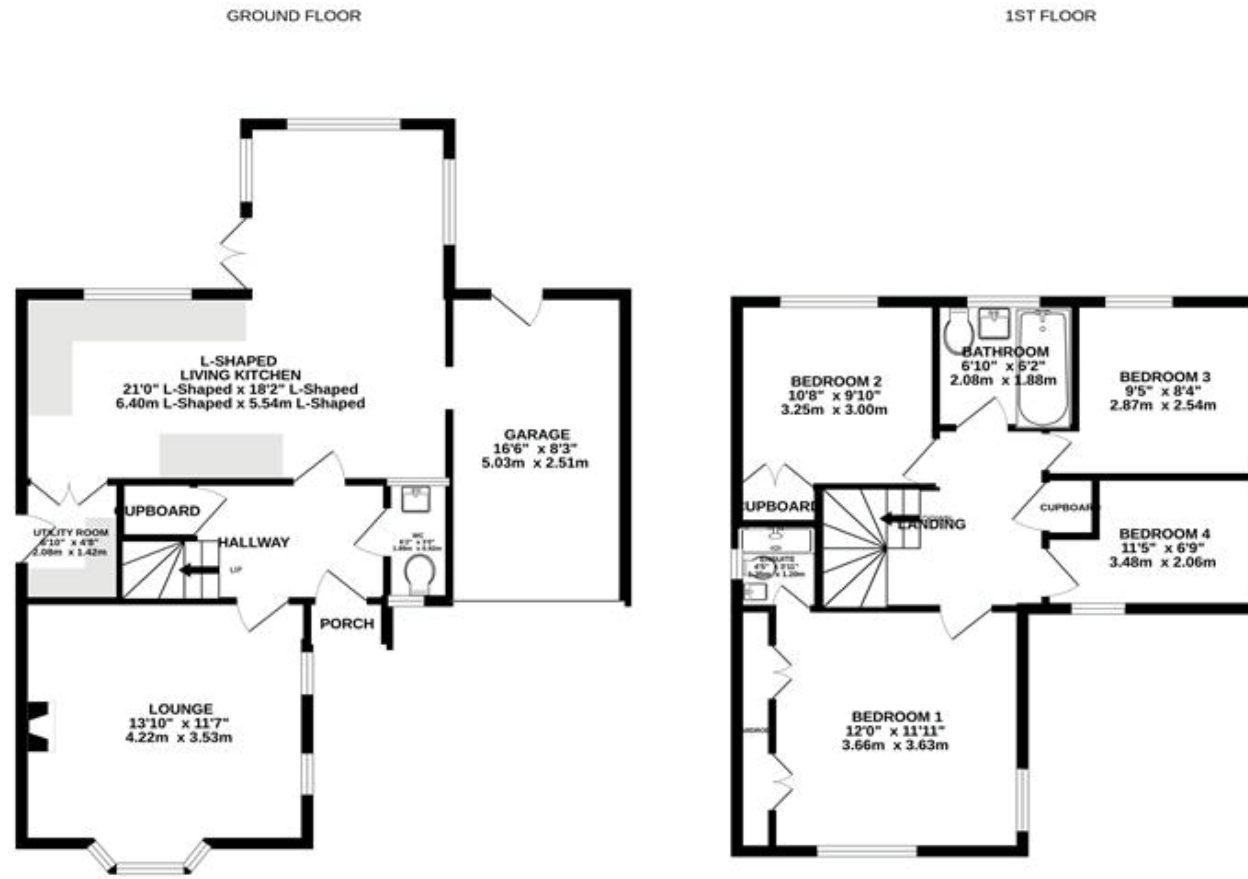 GROUND FLOOR
1ST FLOOR
L-SHAPED
LIVING KITCHEN
21'0" L-Shaped x 18'2" L-Shaped
6.40m L-Shaped x 5.54m L-Shaped
GARAGE
16'6" x 8'3"
5.03m x 2.51m
CUPBOARD
UTILITY ROOM
6'10" x 4'8"
2.08m x 1.42m
HALLWAY
WC
PORCH
LOUNGE
13'10" x 11'7"
4.22m x 3.53m
BEDROOM 2
10'8" x 9'10"
3.25m x 3.00m
BATHROOM
6'10" x 6'2"
2.08m x 1.88m
BEDROOM 3
9'5" x 8'4"
2.87m x 2.54m
CUPBOARD
LANDING
CUPBOARD
BEDROOM 4
11'5" x 6'9"
3.48m x 2.06m
ENSUITE
BEDROOM 1
12'0" x 11'11"
3.66m x 3.63m